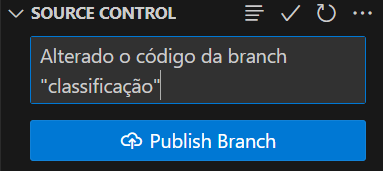 SOURCE CONTROL
Alterado o código da branch
"classificação"
Publish Branch